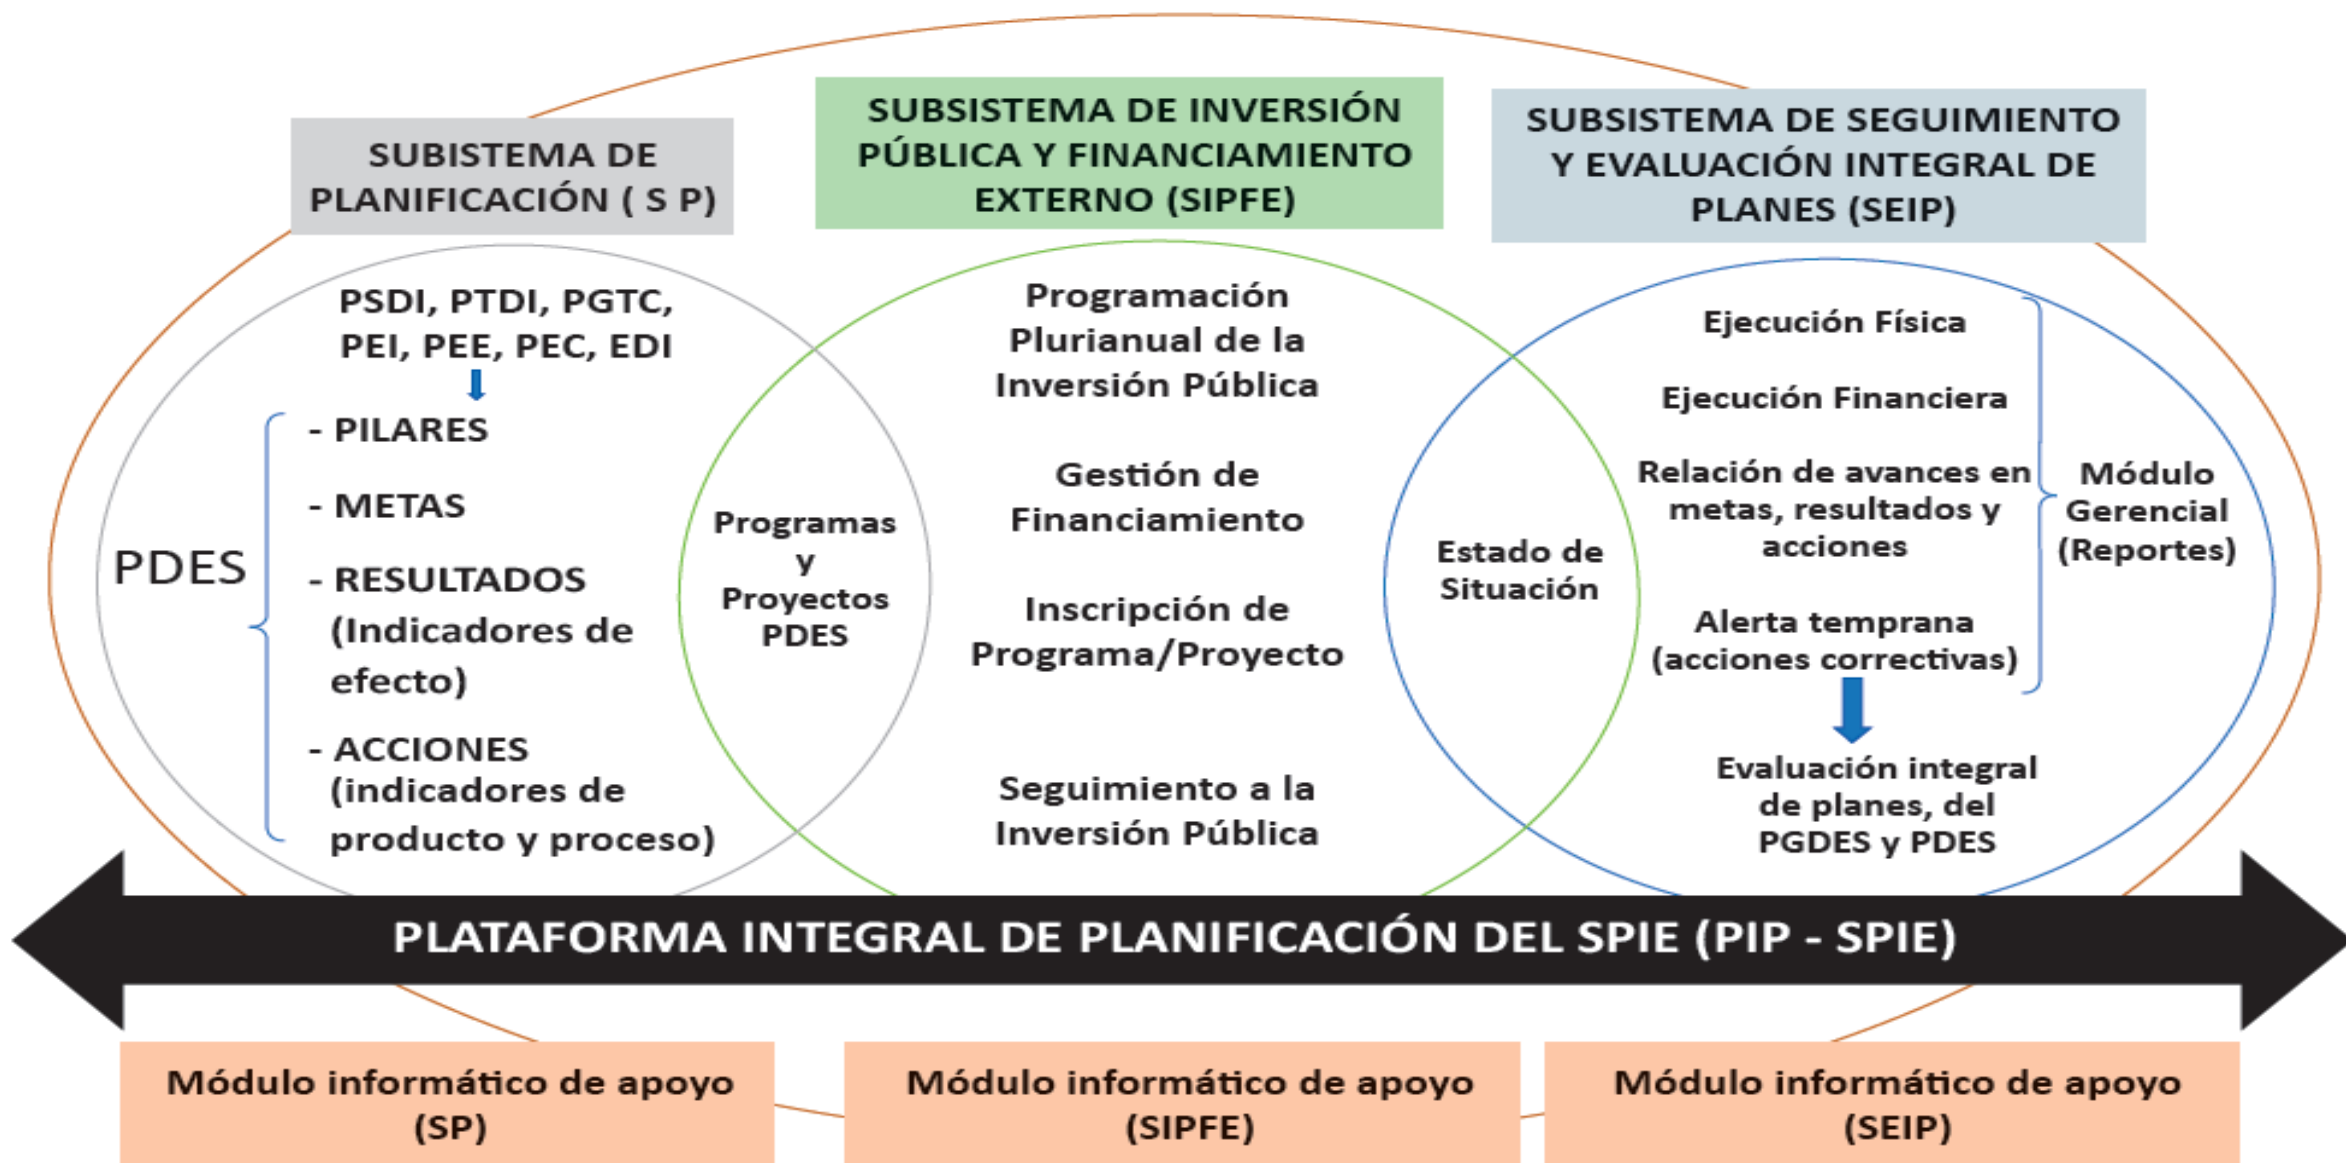 SUBISTEMA DE
PLANIFICACIÓN ( S P)
SUBSISTEMA DE INVERSIÓN
PÚBLICA Y FINANCIAMIENTO
EXTERNO (SIPFE)
SUBSISTEMA DE SEGUIMIENTO
Y EVALUACIÓN INTEGRAL DE
PLANES (SEIP)
PSDI, PTDI, PGTC,
PEI, PEE, PEC, EDI
PDES
- PILARES
- METAS
- RESULTADOS
(Indicadores de
efecto)
- ACCIONES
(indicadores de
producto y proceso)
Programas
y
Proyectos
PDES
Programación
Plurianual de la
Inversión Pública
Gestión de
Financiamiento
Inscripción de
Programa/Proyecto
Seguimiento a la
Inversión Pública
Estado de
Situación
Ejecución Física
Ejecución Financiera
Relación de avances en
metas, resultados y
acciones
Alerta temprana
(acciones correctivas)
Módulo
Gerencial
(Reportes)
Evaluación integral
de planes, del
PGDES y PDES
PLATAFORMA INTEGRAL DE PLANIFICACIÓN DEL SPIE (PIP - SPIE)
Módulo informático de apoyo
(SP)
Módulo informático de apoyo
(SIPFE)
Módulo informático de apoyo
(SEIP)